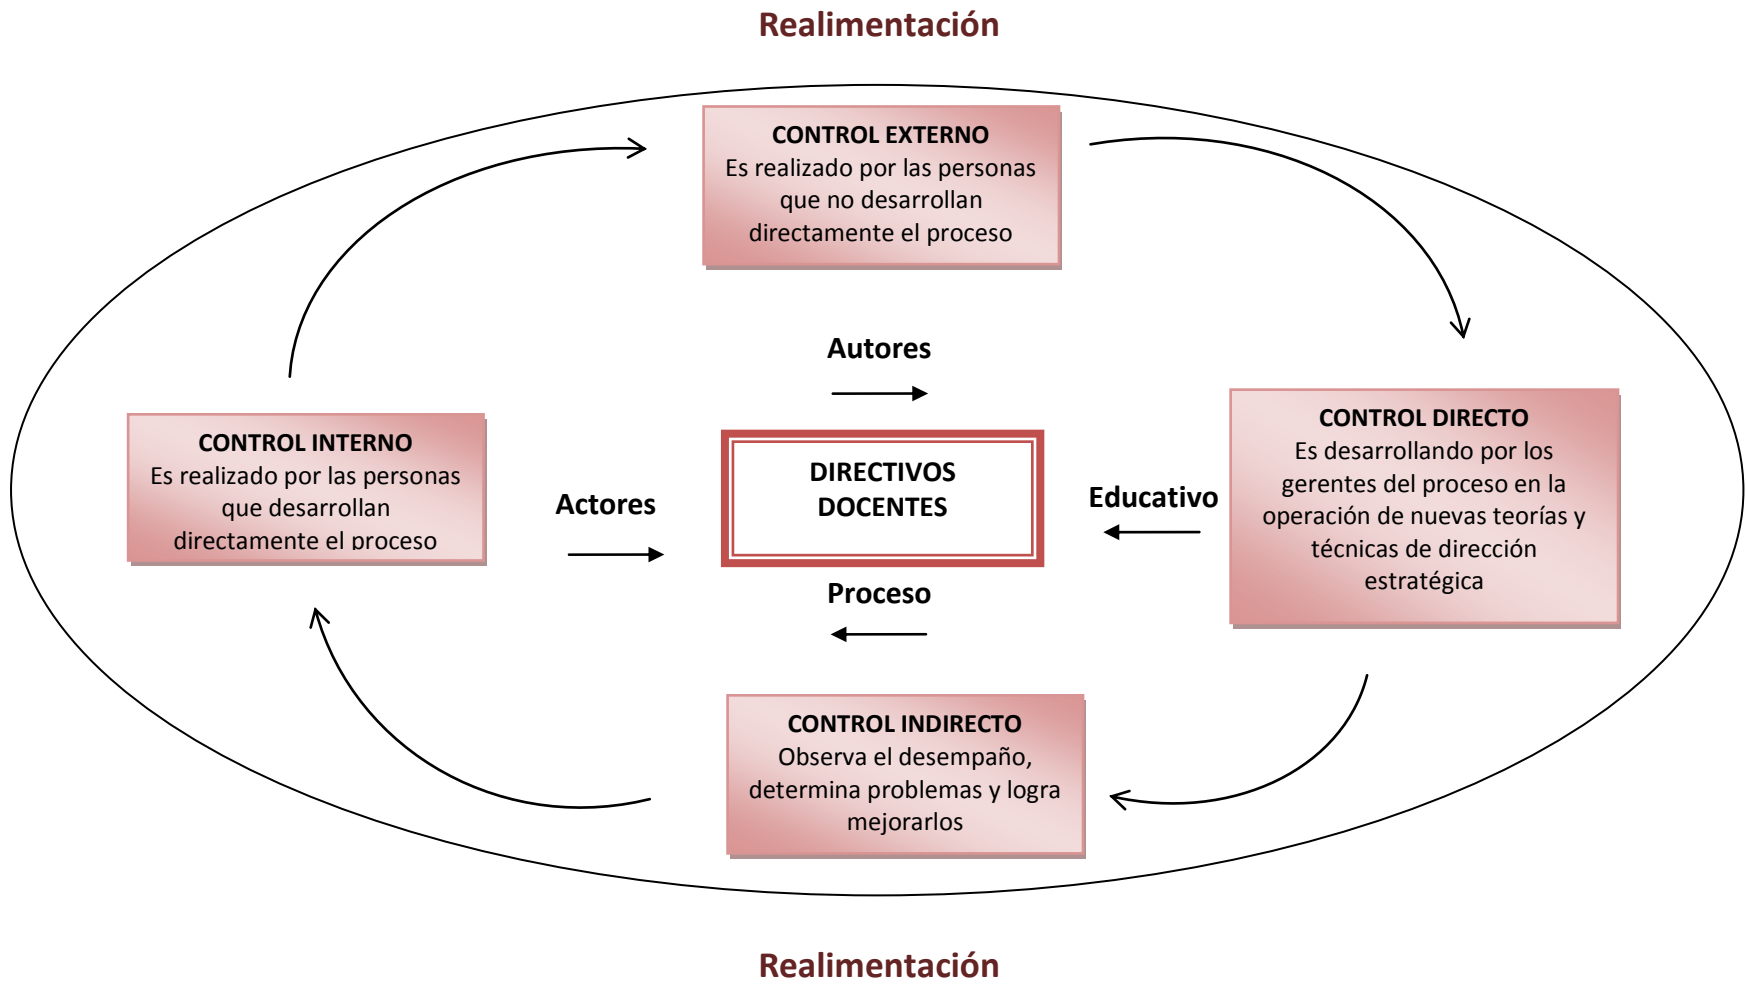 Realimentación
CONTROL EXTERNO
Es realizado por las personas
que no desarrollan
directamente el proceso
Autores
CONTROL INTERNO
Es realizado por las personas
que desarrollan
directamente el proceso
Actores
DIRECTIVOS
DOCENTES
Educativo
CONTROL DIRECTO
Es desarrollando por los
gerentes del proceso en la
operación de nuevas teorías y
técnicas de dirección
estratégica
Proceso
CONTROL INDIRECTO
Observa el desempaño,
determina problemas y logra
mejorarlos
Realimentación